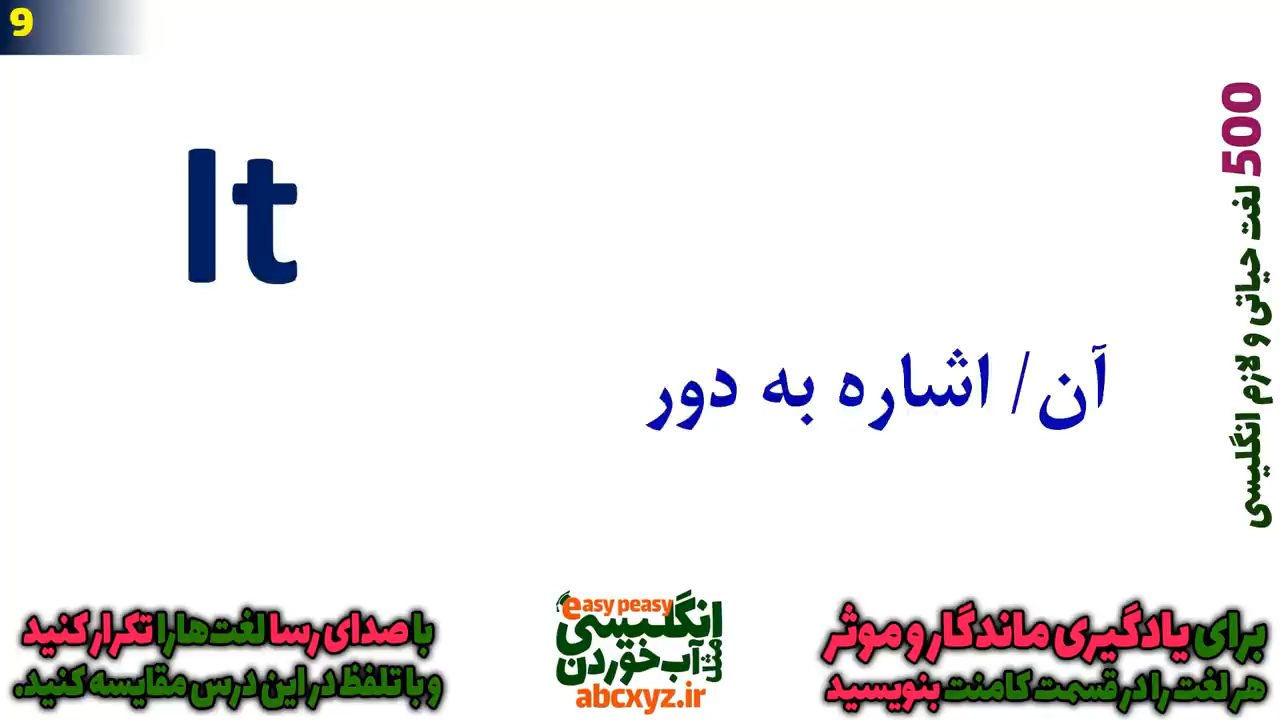 9
It
آن/ اشاره به دور
500 لغت حیاتی و لازم انگلیسی
برای یادگیری ماندگار و موثر
هر لغت را در قسمت کامنت بنویسید
easy peasy
انگلیسی
مثل آب خوردن
abcxyz.ir
با صدای رسا لغت‌ها را تکرار کنید
و با تلفظ در این درس مقایسه کنید.